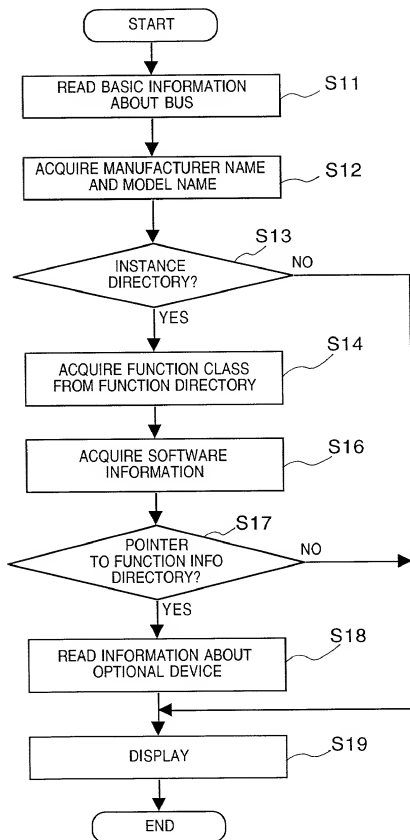 START
READ BASIC INFORMATION
ABOUT BUS
S11
ACQUIRE MANUFACTURER NAME
AND MODEL NAME
S12
S13
INSTANCE
DIRECTORY?
NO
YES
S14
ACQUIRE FUNCTION CLASS
FROM FUNCTION DIRECTORY
S16
ACQUIRE SOFTWARE
INFORMATION
S17
POINTER
TO FUNCTION INFO
DIRECTORY?
NO
YES
S18
READ INFORMATION ABOUT
OPTIONAL DEVICE
DISPLAY
S19
END